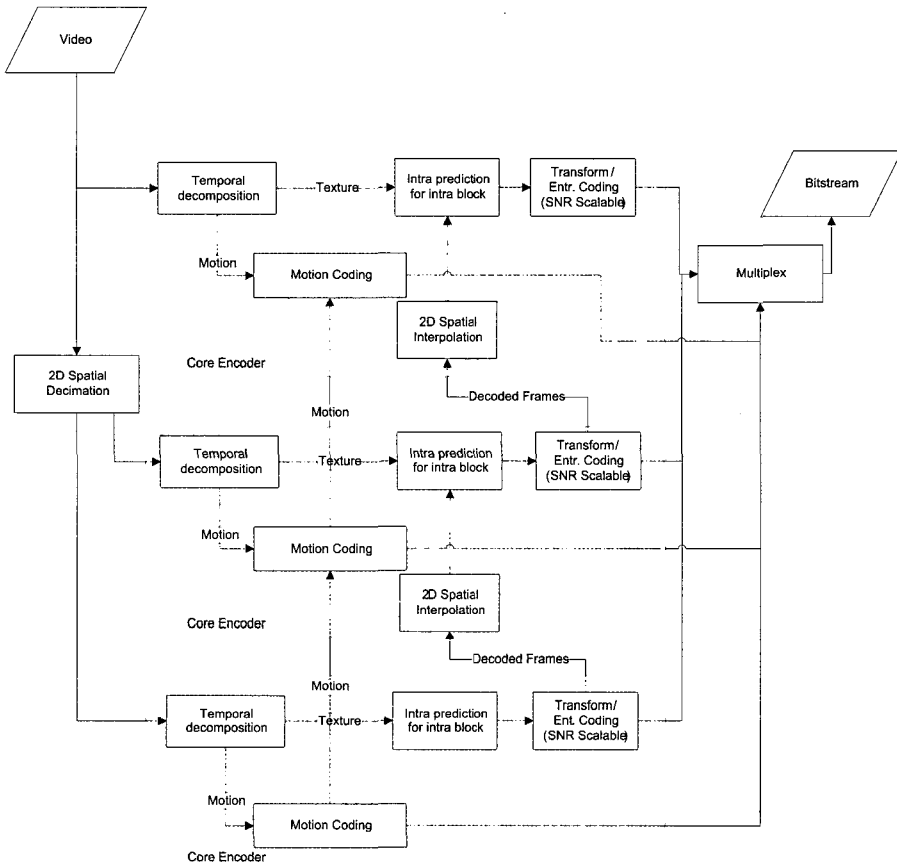 Video
Temporal
decomposition
Texture
Intra prediction
for intra block
Transform/
Entr. Coding
(SNR Scalable)
Bitstream
Motion
Motion Coding
Multiplex
2D Spatial
Interpolation
Core Encoder
2D Spatial
Decimation
Decoded Frames
Motion
Temporal
decomposition
Texture
Intra prediction
for intra block
Transform/
Entr. Coding
(SNR Scalable)
Motion
Motion Coding
2D Spatial
Interpolation
Core Encoder
Decoded Frames
Motion
Temporal
decomposition
Texture
Intra prediction
for intra block
Transform/
Ent. Coding
(SNR Scalable)
Motion
Motion Coding
Core Encoder